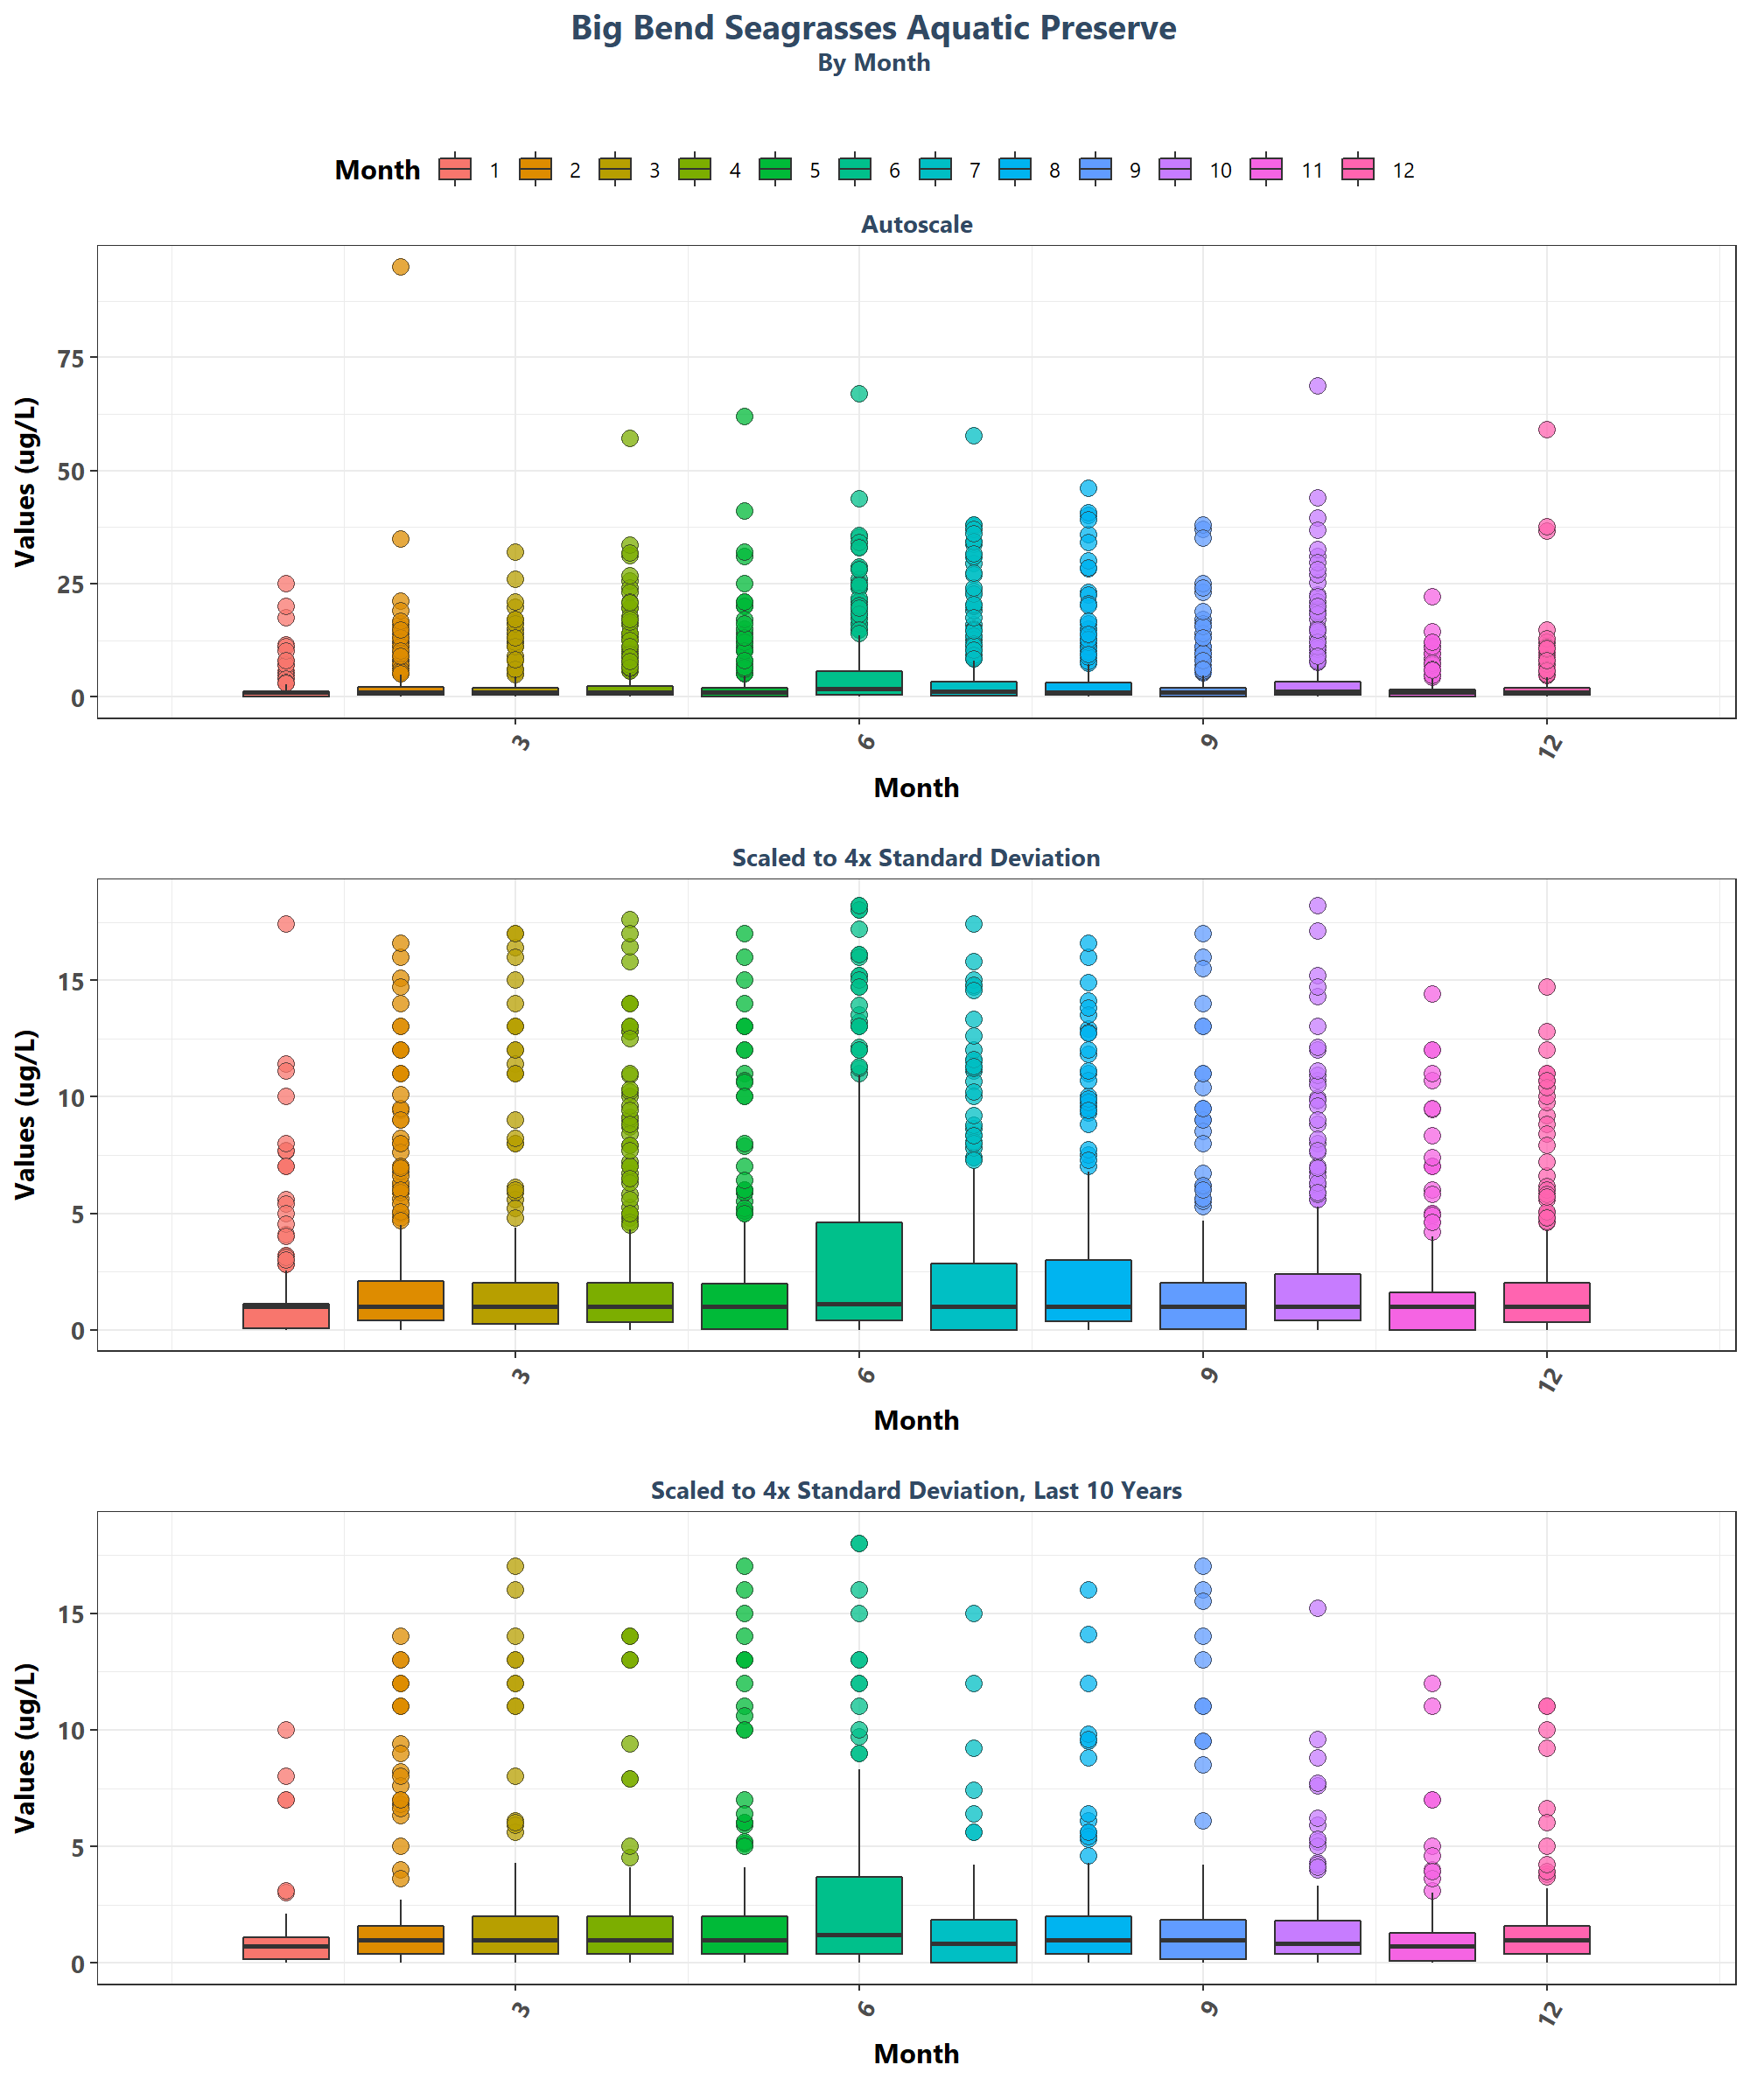 Big Bend Seagrasses Aquatic Preserve
By Month
Month 1 2 3 4 5 6 7 8 9 10 11 12
Autoscale
Values (ug/L)
75
50
25
0
3 6 9 12
Month
Scaled to 4x Standard Deviation
Values (ug/L)
15
10
5
0
3 6 9 12
Month
Scaled to 4x Standard Deviation, Last 10 Years
Values (ug/L)
15
10
5
0
3 6 9 12
Month